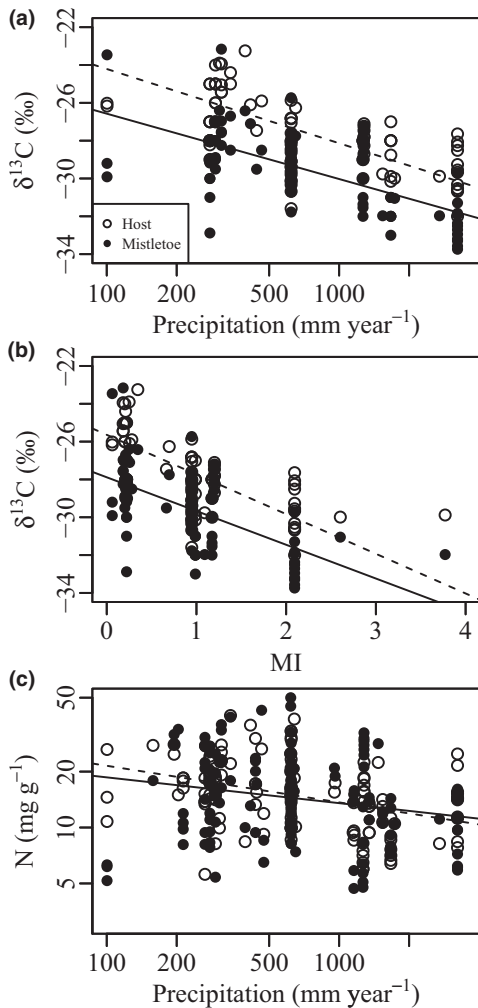 (a)
δ¹³C (‰)
−22
−26
−30
−34
Host
Mistletoe
100 200 500 1000
Precipitation (mm year⁻¹)
(b)
δ¹³C (‰)
−22
−26
−30
−34
0 1 2 3 4
MI
(c)
N (mg g⁻¹)
50
20
10
5
100 200 500 1000
Precipitation (mm year⁻¹)